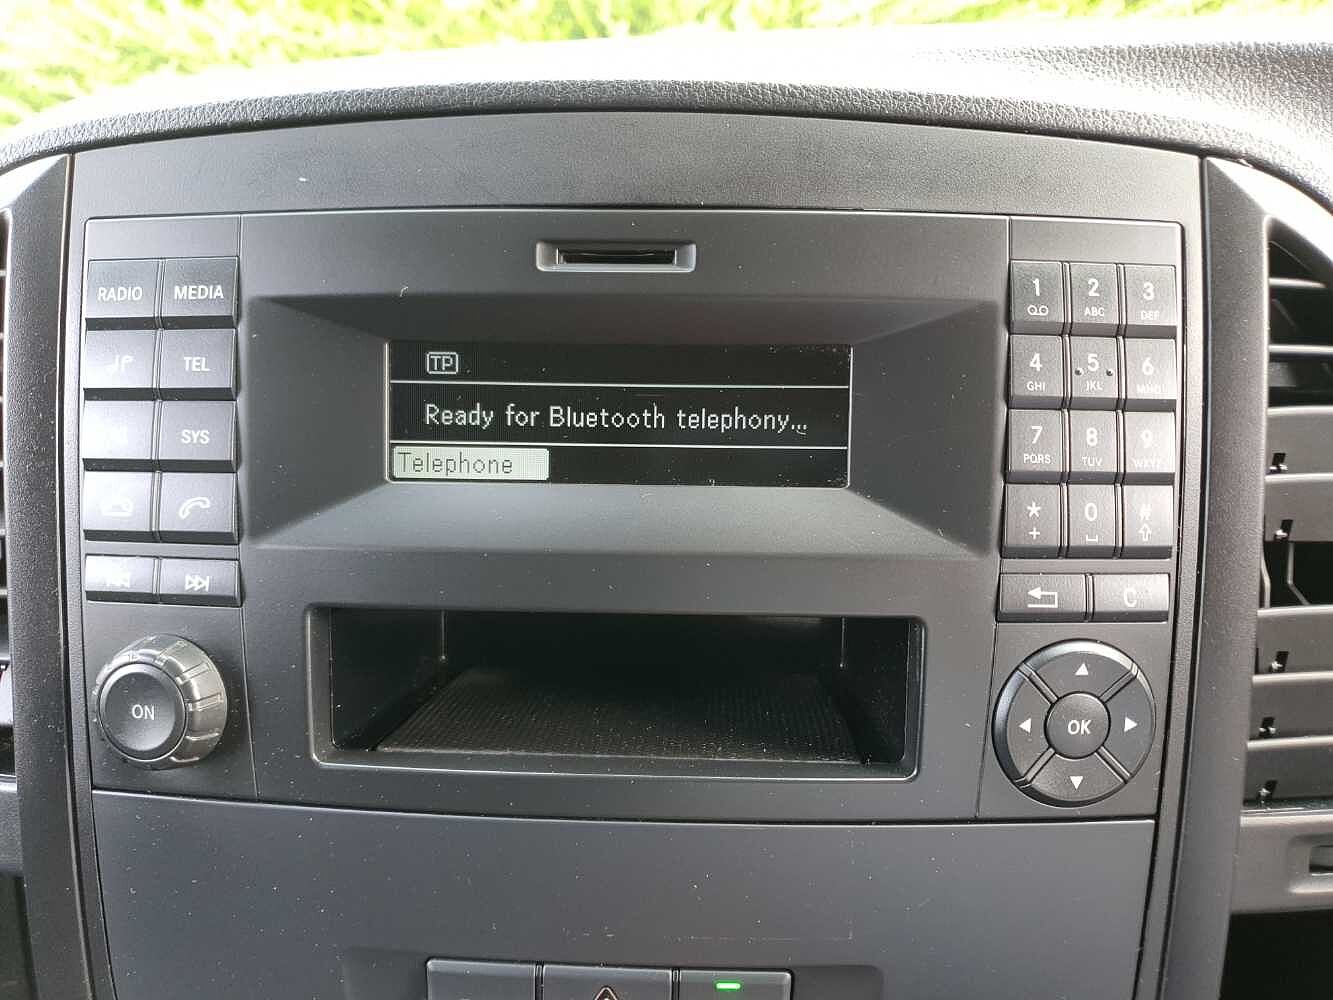 RADIO MEDIA
TEL
SYS
ON
TP
Ready for Bluetooth telephony...
Telephone
1 2 3
ABC DEF
4 5 6
GHI JKL MNO
7 8 9
PQRS TUV WXYZ
* 0 #
+
C
OK